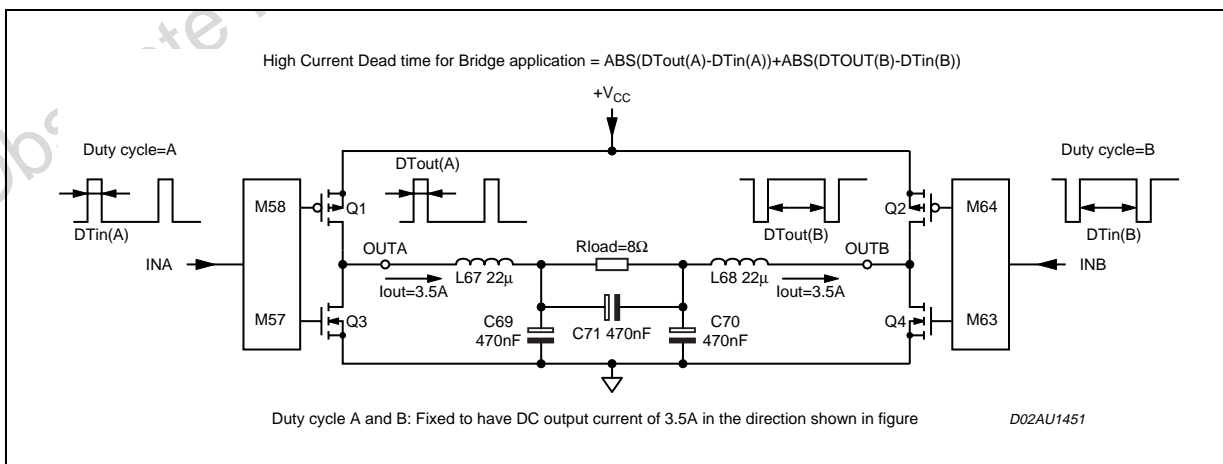 High Current Dead time for Bridge application = ABS(DTout(A)-DTin(A))+ABS(DTOUT(B)-DTin(B))
+VCC
Duty cycle=A
DTout(A)
Duty cycle=B
M58
Q1
Q2
M64
DTin(A)
DTout(B)
DTin(B)
INA
OUTA
Rload=8Ω
OUTB
INB
L67 22µ
L68 22µ
Iout=3.5A
Iout=3.5A
M57
Q3
C69
470nF
C71 470nF
C70
470nF
Q4
M63
Duty cycle A and B: Fixed to have DC output current of 3.5A in the direction shown in figure
D02AU1451